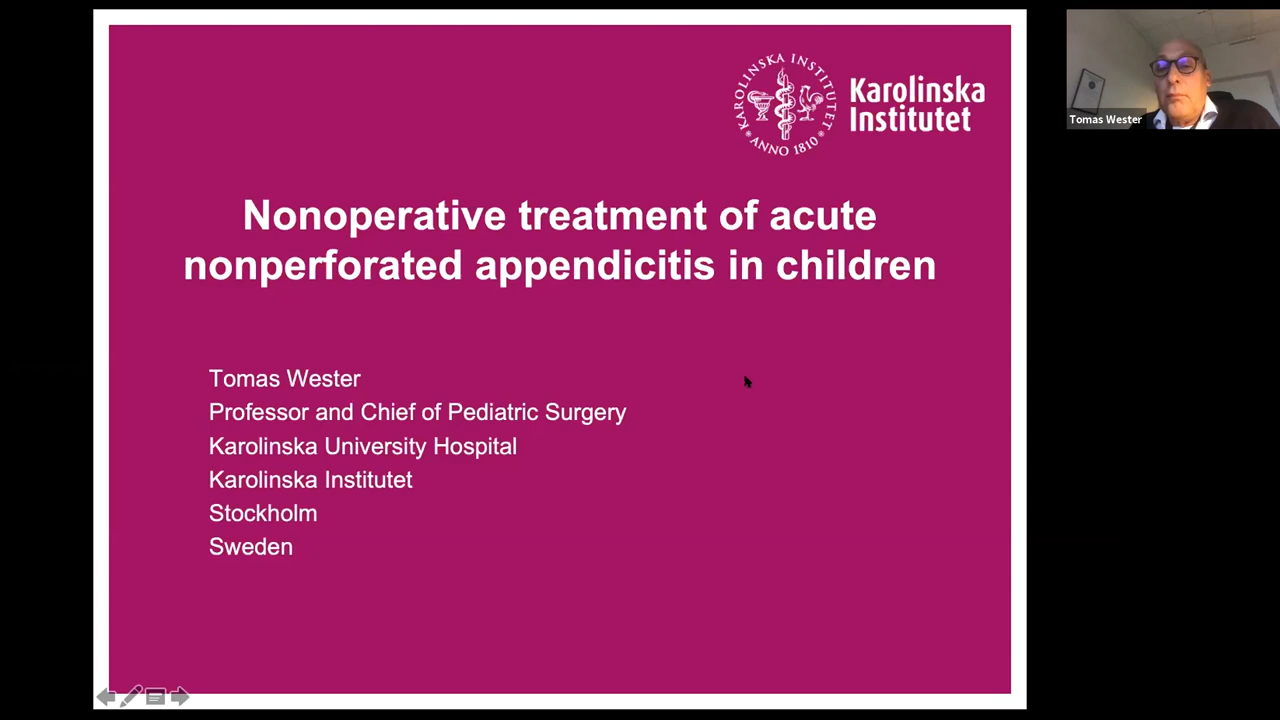 KAROLINSKA INSTITUTET
ANNO 1810
Karolinska
Institutet
Nonoperative treatment of acute
nonperforated appendicitis in children
Tomas Wester
Professor and Chief of Pediatric Surgery
Karolinska University Hospital
Karolinska Institutet
Stockholm
Sweden
Tomas Wester